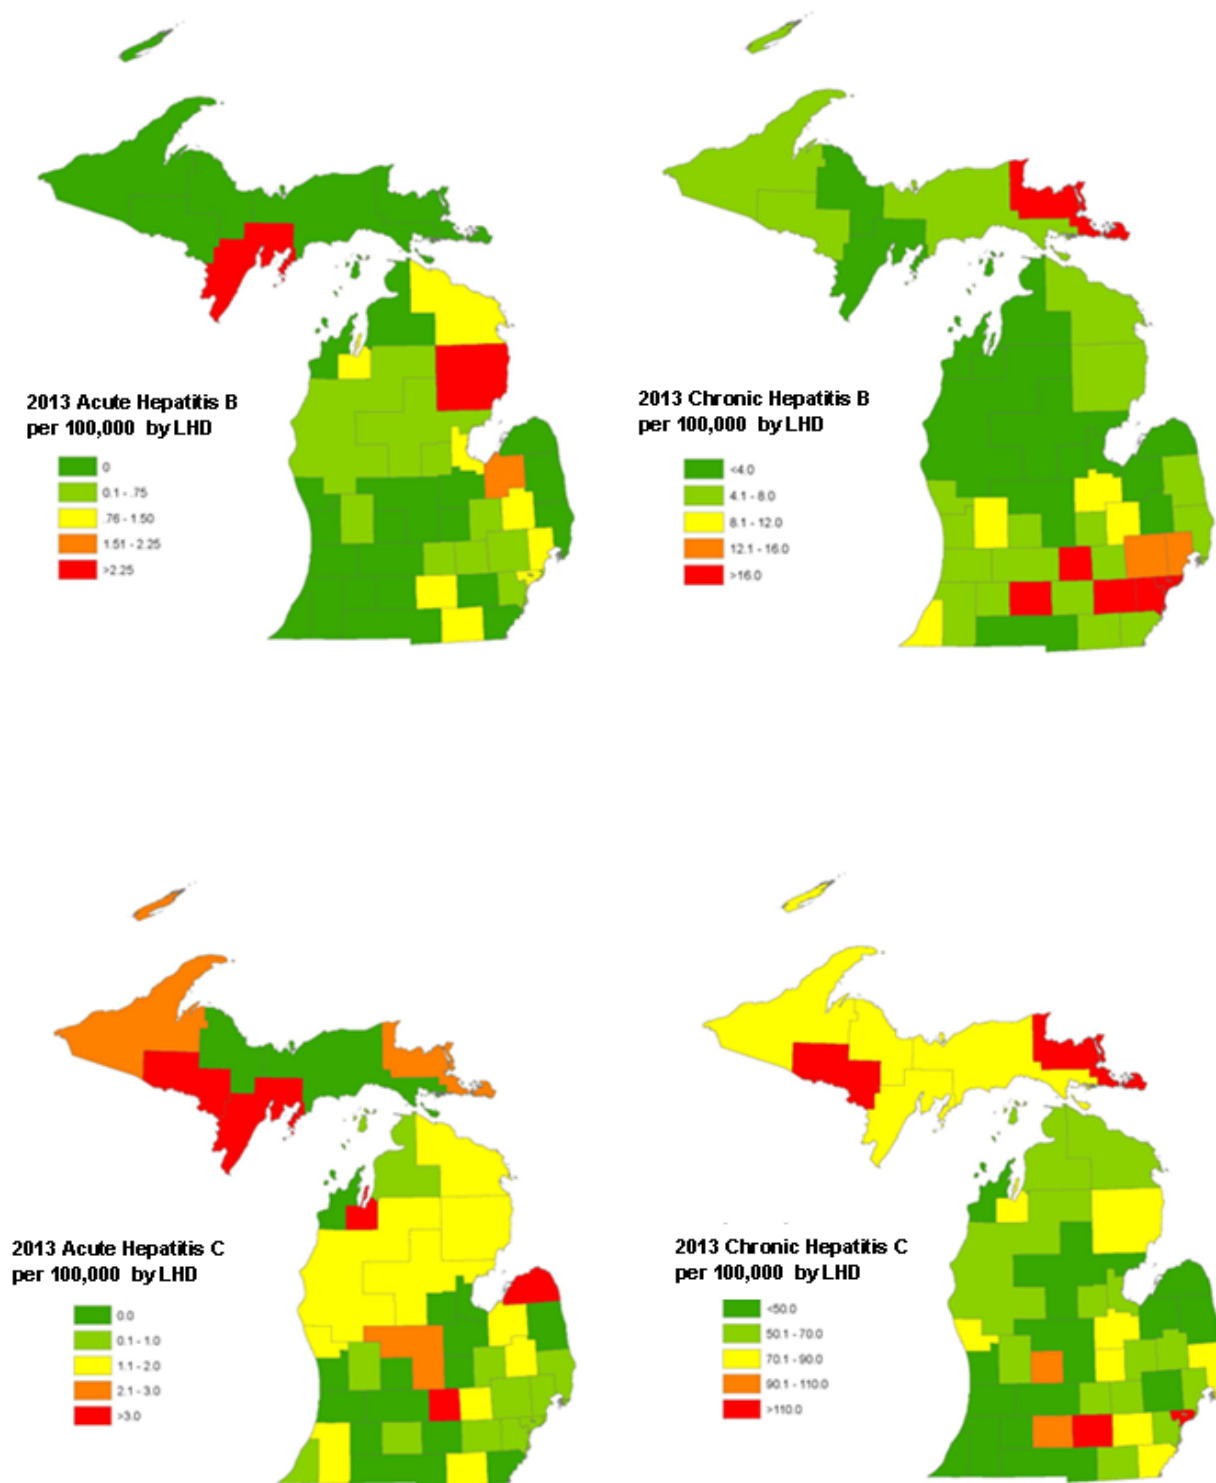 2013 Acute Hepatitis B
per 100,000 by LHD
0
0.1 - .75
.76 - 1.50
1.51 - 2.25
>2.25
2013 Chronic Hepatitis B
per 100,000 by LHD
<4.0
4.1 - 8.0
8.1 - 12.0
12.1 - 16.0
>16.0
2013 Acute Hepatitis C
per 100,000 by LHD
0.0
0.1 - 1.0
1.1 - 2.0
2.1 - 3.0
>3.0
2013 Chronic Hepatitis C
per 100,000 by LHD
<50.0
50.1 - 70.0
70.1 - 90.0
90.1 - 110.0
>110.0